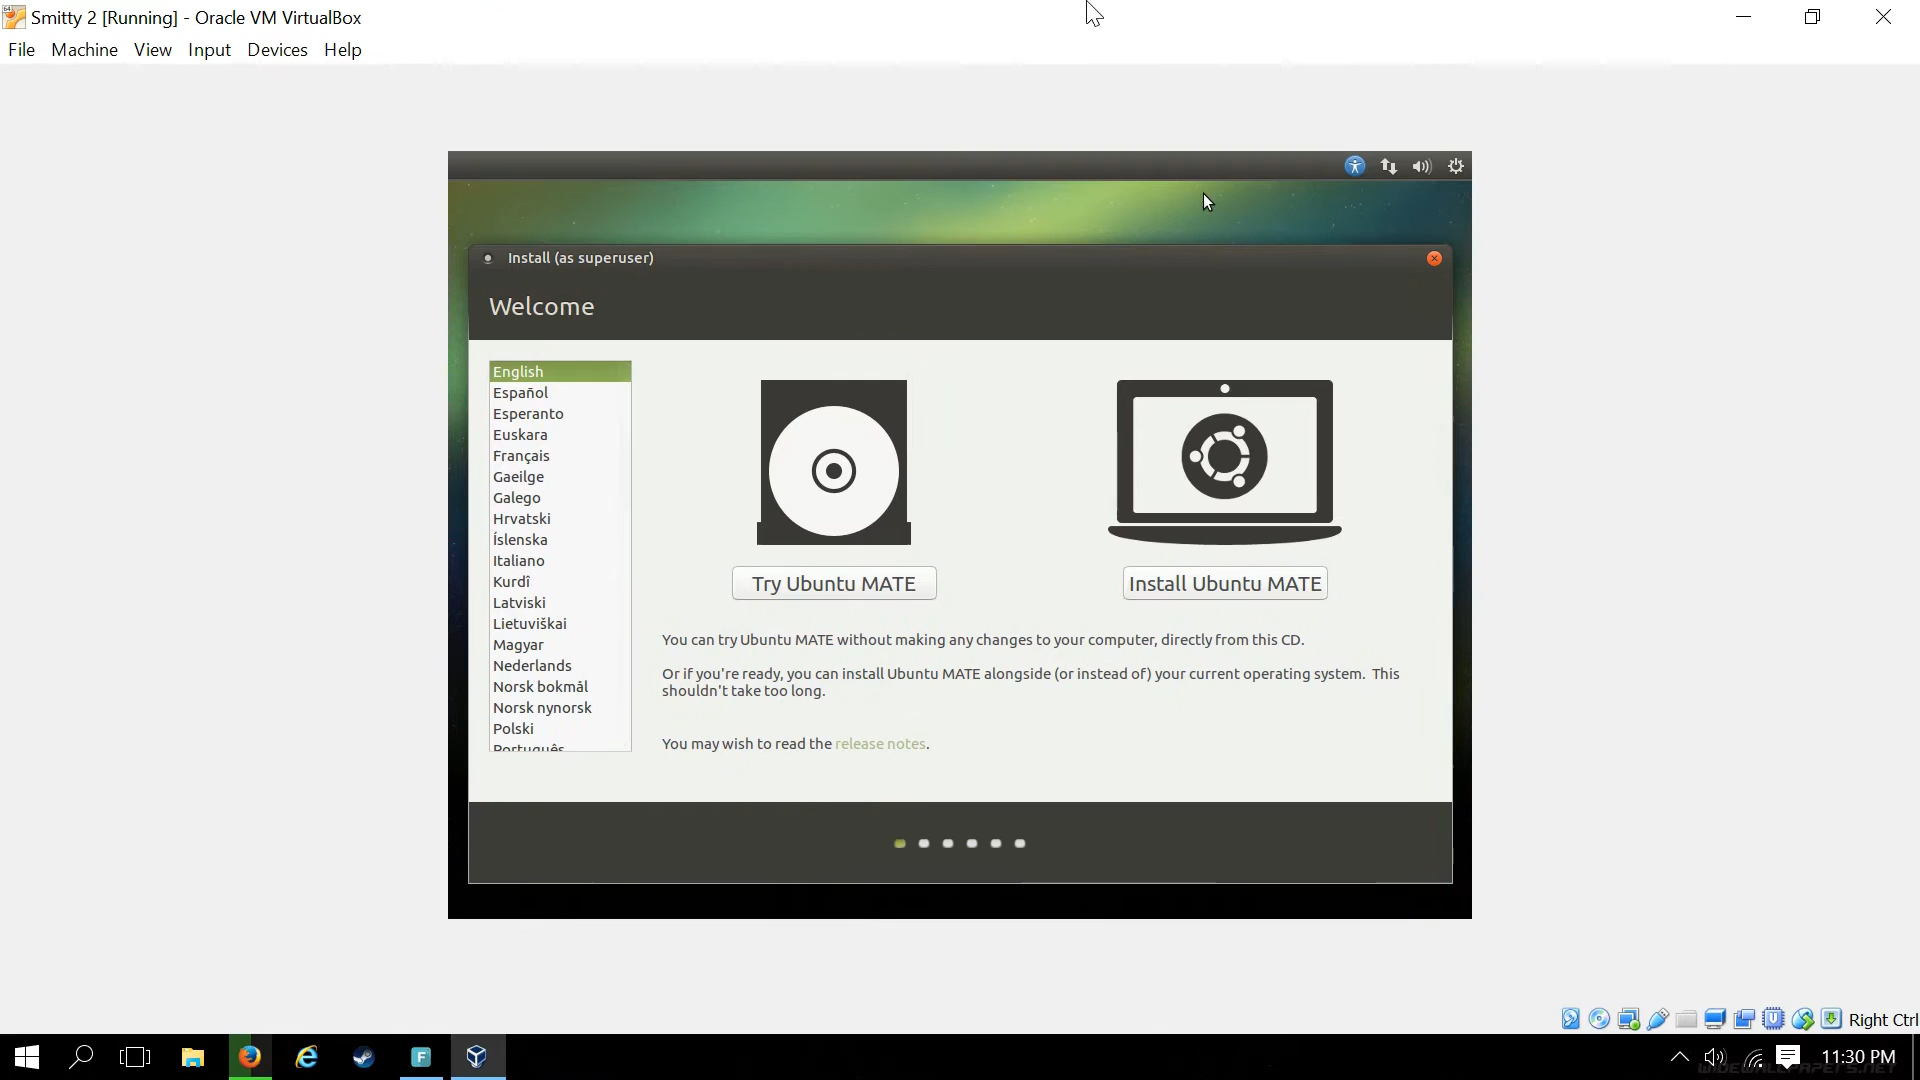 Smitty 2 [Running] - Oracle VM VirtualBox
File Machine View Input Devices Help
Install (as superuser)
Welcome
English
Español
Esperanto
Euskara
Français
Gaeilge
Galego
Hrvatski
Íslenska
Italiano
Kurdî
Latviski
Lietuviškai
Magyar
Nederlands
Norsk bokmål
Norsk nynorsk
Polski
Português
Try Ubuntu MATE
Install Ubuntu MATE
You can try Ubuntu MATE without making any changes to your computer, directly from this CD.
Or if you're ready, you can install Ubuntu MATE alongside (or instead of) your current operating system. This
shouldn't take too long.
You may wish to read the release notes.
Right Ctrl
F
11:30 PM
WIDEWALLPAPERS.NET